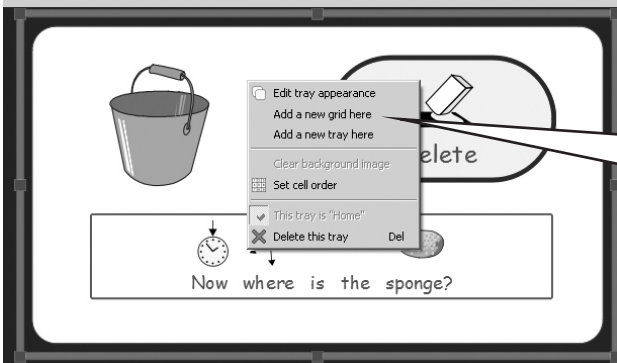 Edit tray appearance
Add a new grid here
Add a new tray here
elete
Clear background image
Set cell order
This tray is "Home"
Delete this tray Del
Now where is the sponge?